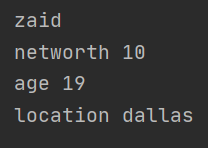 zaid
networth 10
age 19
location dallas